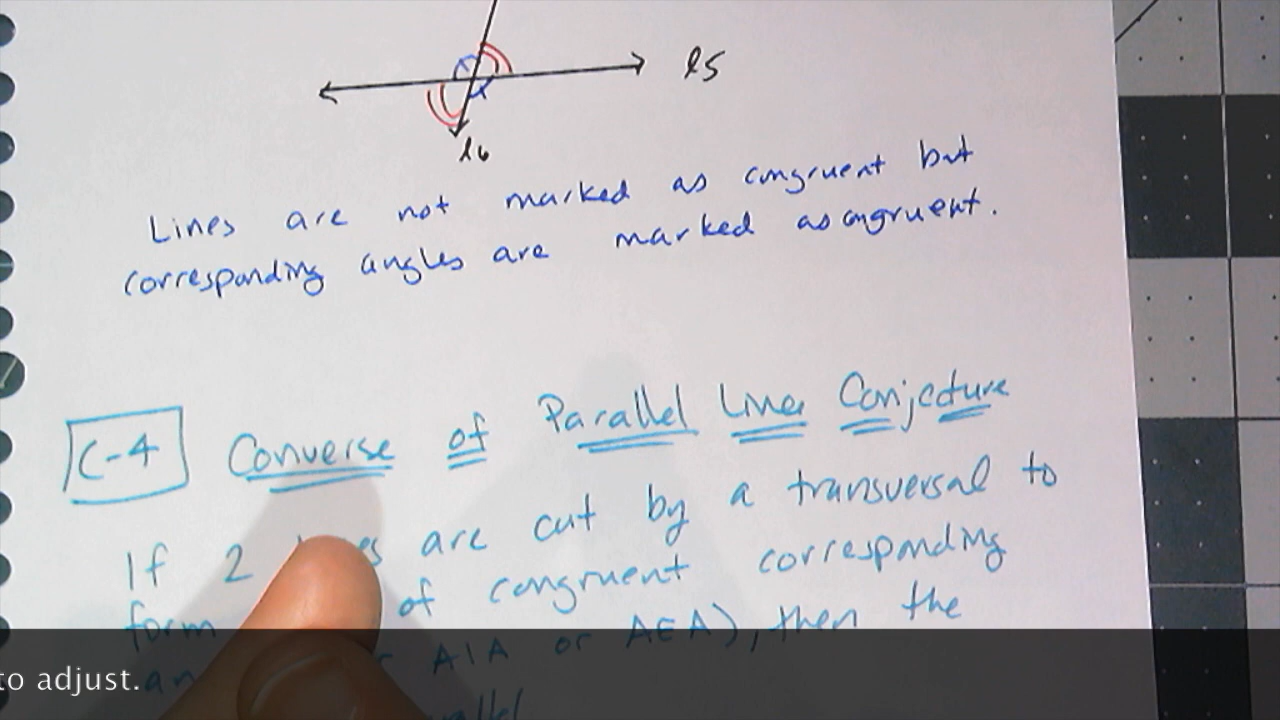 l5
l6
Lines are not marked as congruent but
corresponding angles are marked as congruent.
C-4 Converse of Parallel Lines Conjecture
If 2 are cut by a transversal to
form of congruent corresponding
AIA or AEA), then the
to adjust.